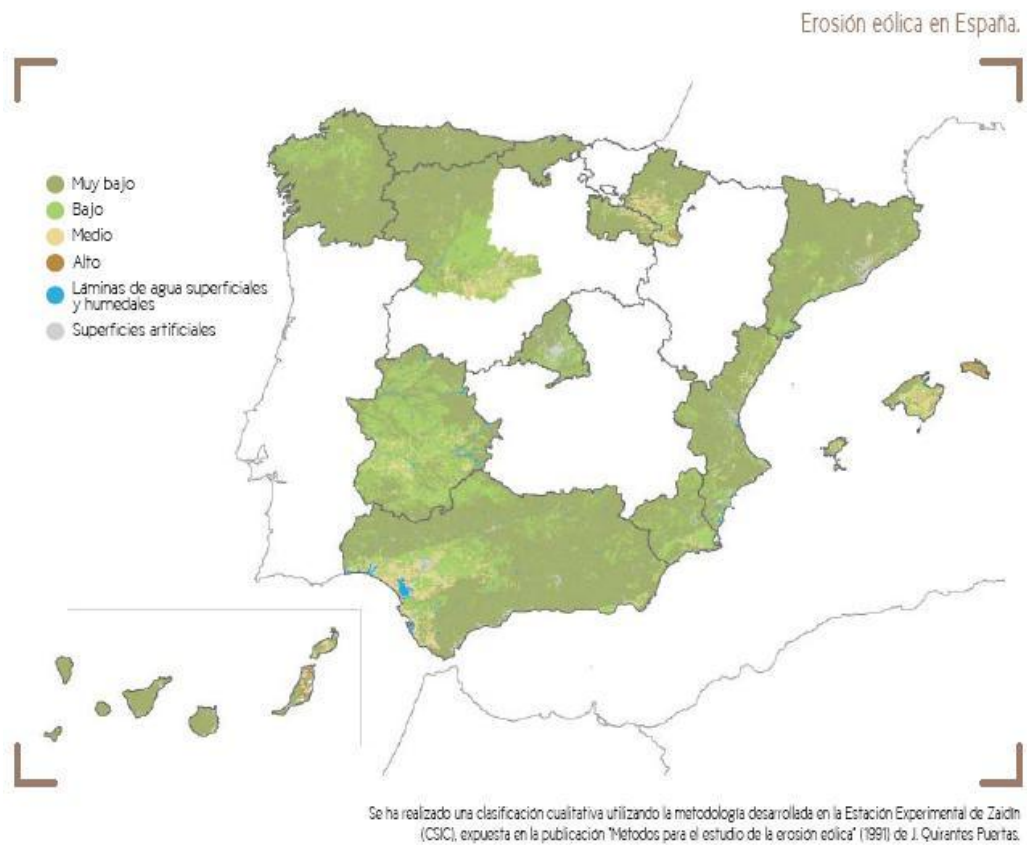 Erosión eólica en España.
Muy bajo
Bajo
Medio
Alto
Láminas de agua superficiales
y humedales
Superficies artificiales
Se ha realizado una clasificación cualitativa utilizando la metodología desarrollada en la Estación Experimental de Zaidín
(CSIC), expuesta en la publicación "Métodos para el estudio de la erosión eólica" (1991) de J. Quirantes Puertas.